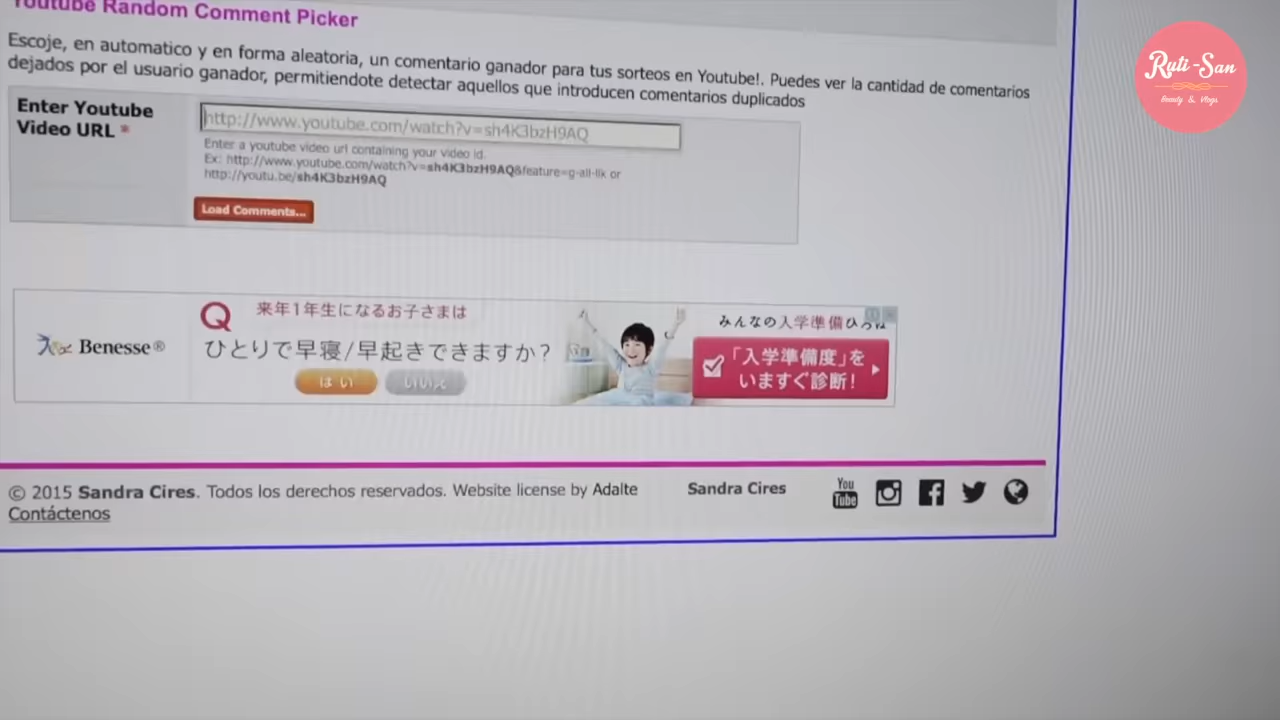 Youtube Random Comment Picker
Escoje, en automatico y en forma aleatoria, un comentario ganador para tus sorteos en Youtube!. Puedes ver la cantidad de comentarios
dejados por el usuario ganador, permitiendote detectar aquellos que introducen comentarios duplicados
Enter Youtube
Video URL *
http://www.youtube.com/watch?v=sh4K3bzH9AQ
Enter a youtube video url containing your video id.
Ex: http://www.youtube.com/watch?v=sh4K3bzH9AQ&feature=g-all-lik or
http://youtu.be/sh4K3bzH9AQ
Load Comments...
Benesse®
Q 来年1年生になるお子さまは
ひとりで早寝/早起きできますか?
はい
いいえ
みんなの入学準備ひろば
「入学準備度」を
いますぐ診断!
© 2015 Sandra Cires. Todos los derechos reservados. Website license by Adalte
Contáctenos
Sandra Cires
You
Tube
Ruti-San
Beauty & Vlogs